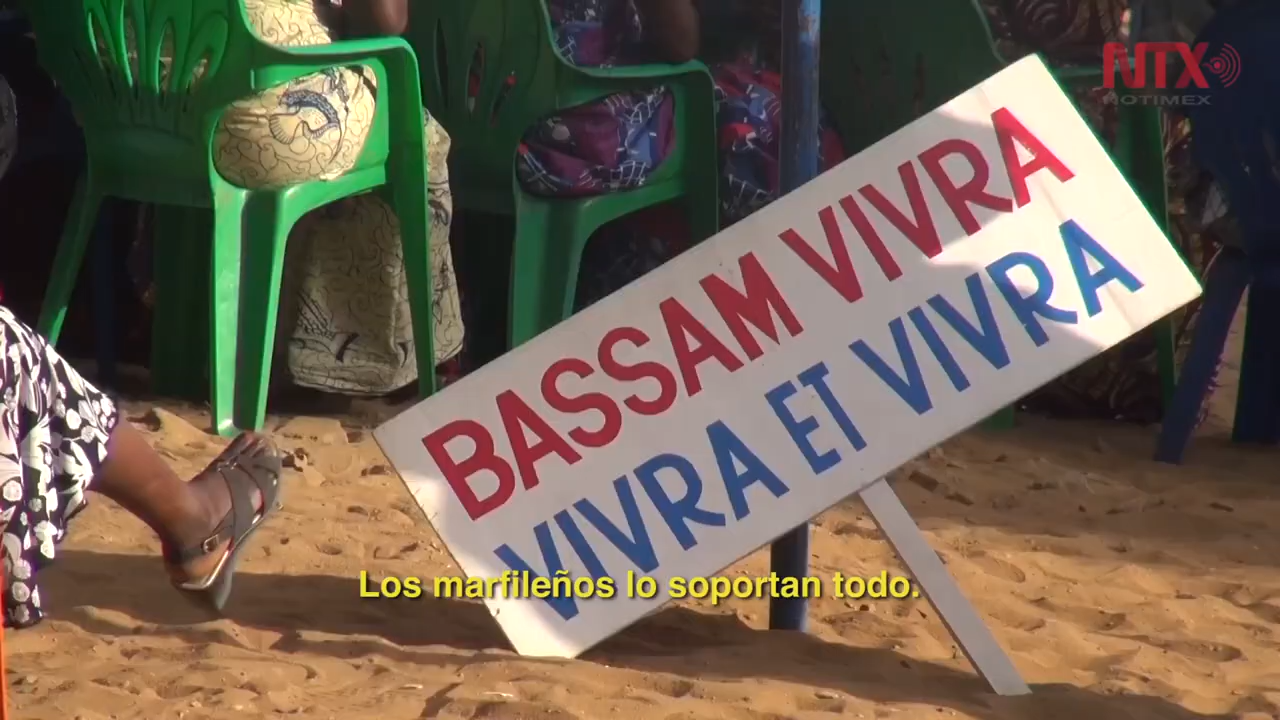 NTX
NOTIMEX
BASSAM VIVRA
VIVRA ET VIVRA
Los marfileños lo soportan todo.